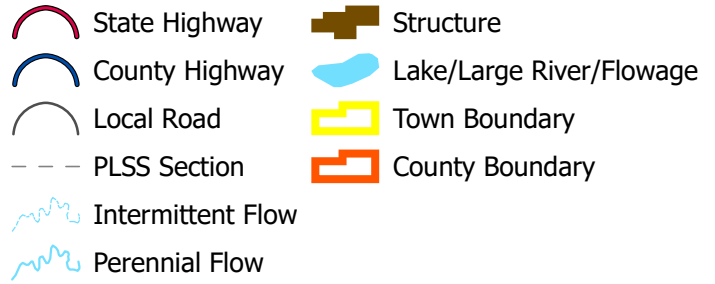 State Highway
County Highway
Local Road
PLSS Section
Intermittent Flow
Perennial Flow
Structure
Lake/Large River/Flowage
Town Boundary
County Boundary